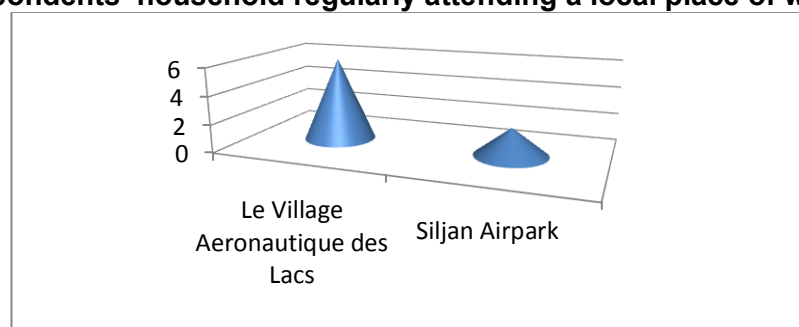 pondents' household regularly attending a local place of w
6
4
2
0
Le Village
Aeronautique des
Lacs
Siljan Airpark